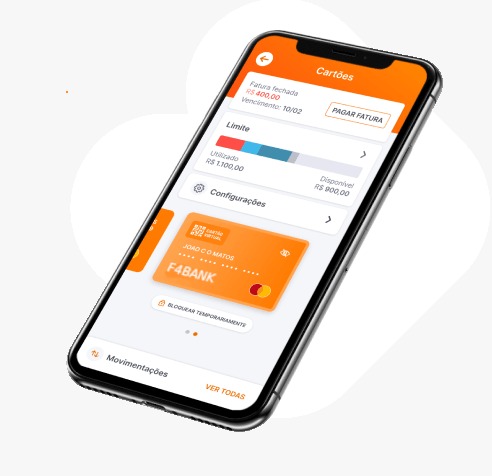 Cartões
Fatura fechada
R$ 400,00
Vencimento: 10/02
PAGAR FATURA
Limite
Utilizado
R$ 1.100,00
Disponível
R$ 900,00
Configurações
CARTÃO
VIRTUAL
JOAO C O MATOS
F4BANK
BLOQUEAR TEMPORARIAMENTE
Movimentações
VER TODAS